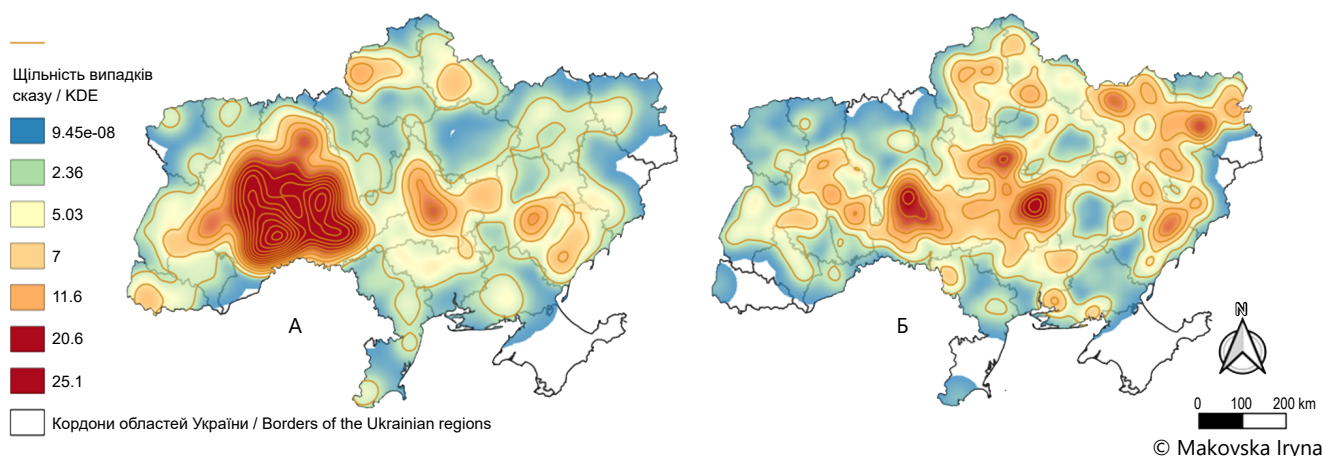 Щільність випадків
сказу / KDE
9.45e-08
2.36
5.03
7
11.6
20.6
25.1
Кордони областей України / Borders of the Ukrainian regions
А
Б
N
0 100 200 km
© Makovska Iryna